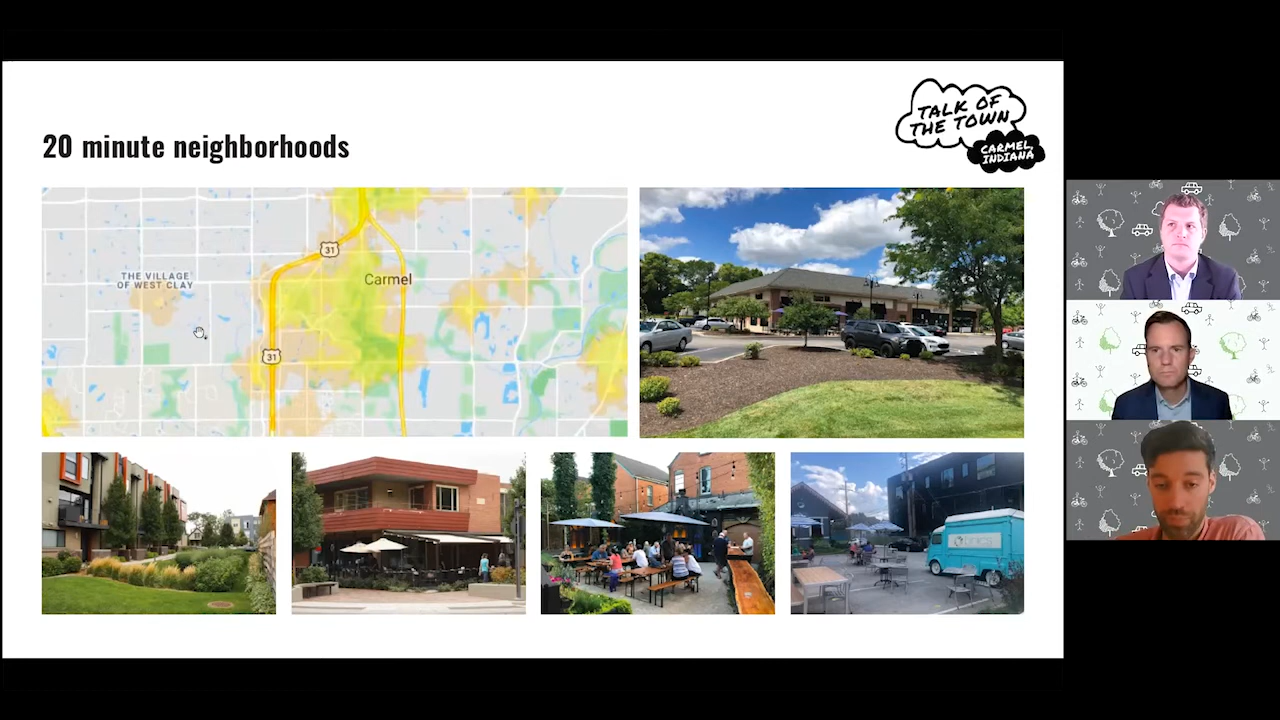 20 minute neighborhoods
TALK OF
THE TOWN
CARMEL,
INDIANA
31
Carmel
THE VILLAGE
OF WEST CLAY
31